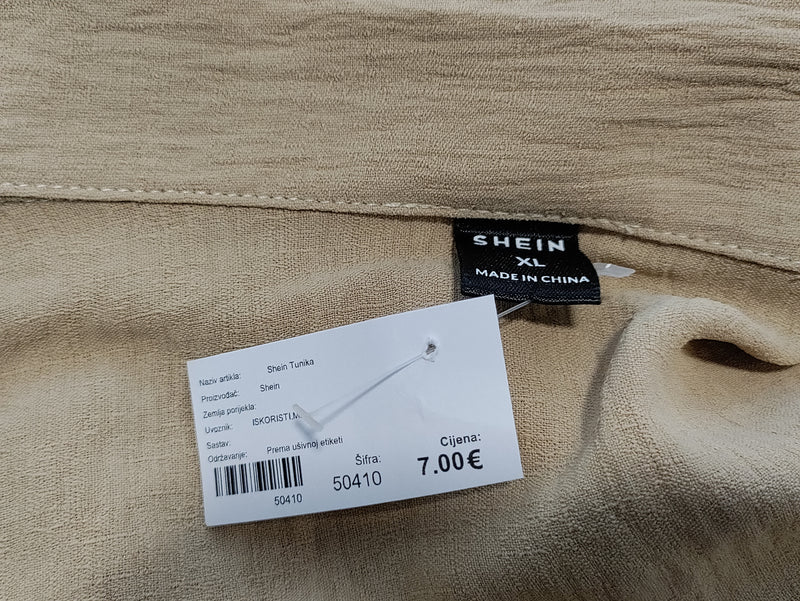 SHEIN
XL
MADE IN CHINA
Naziv artikla: Shein Tunika
Proizvođač: Shein
Zemlja porijekla:
Uvoznik: ISKORISTI.M
Sastav:
Održavanje: Prema ušivnoj etiketi
50410
Šifra:
50410
Cijena:
7.00€